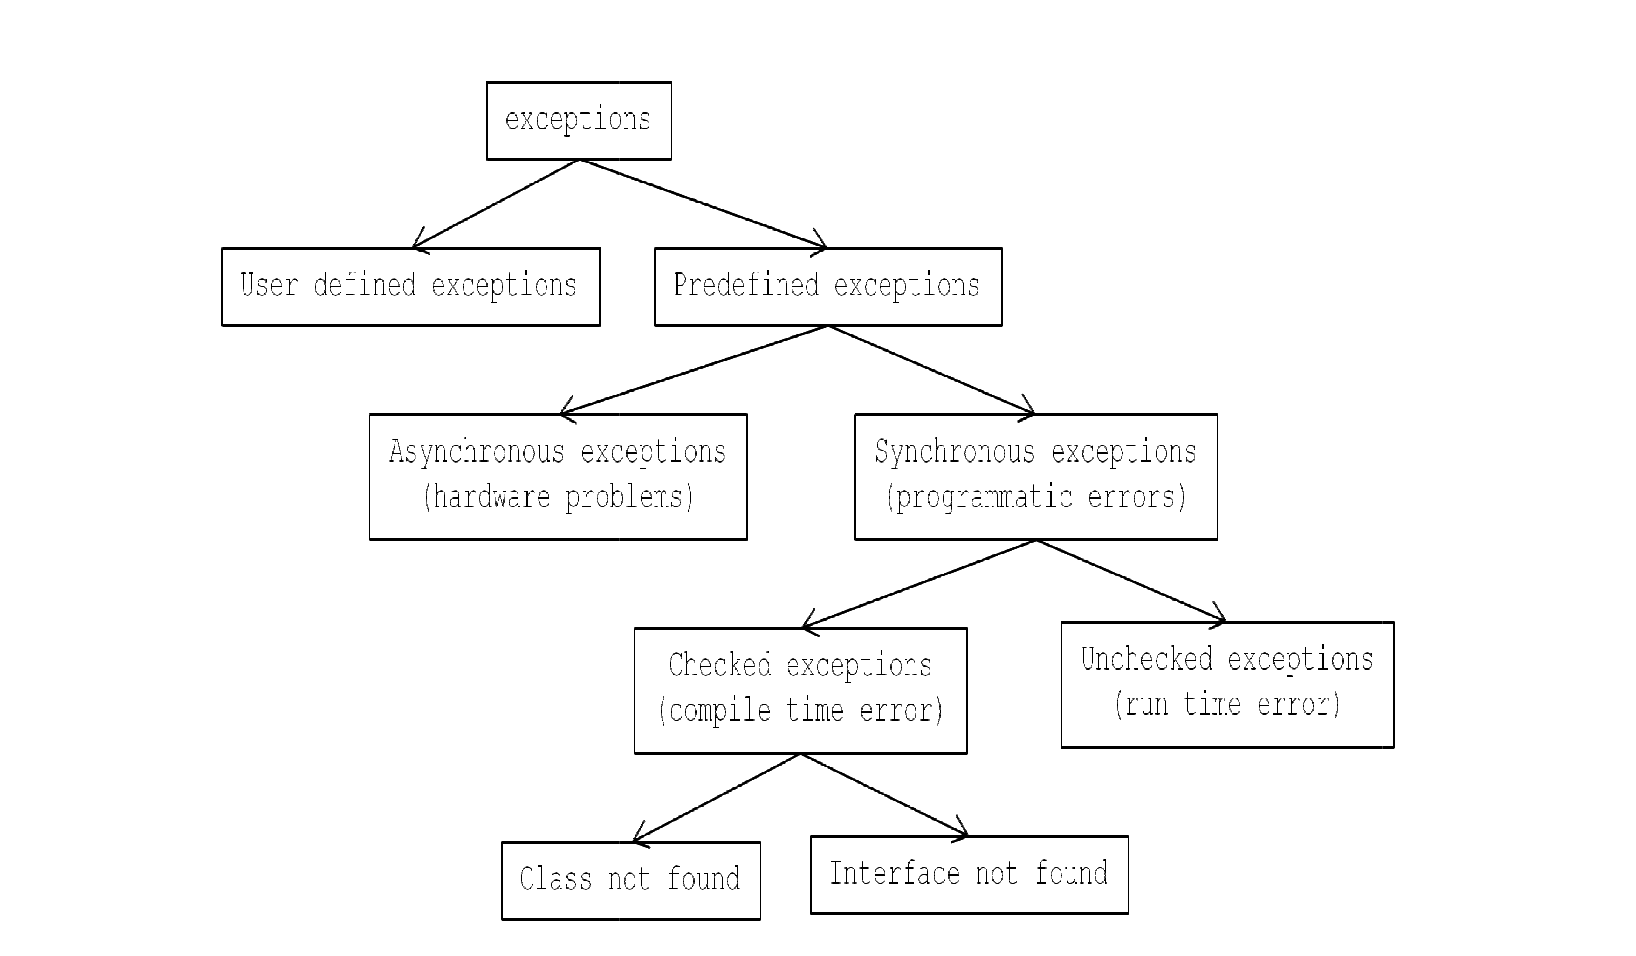 exceptions
User defined exceptions
Predefined exceptions
Asynchronous exceptions
(hardware problems)
Synchronous exceptions
(programmatic errors)
Checked exceptions
(compile time error)
Unchecked exceptions
(run time error)
Class not found
Interface not found